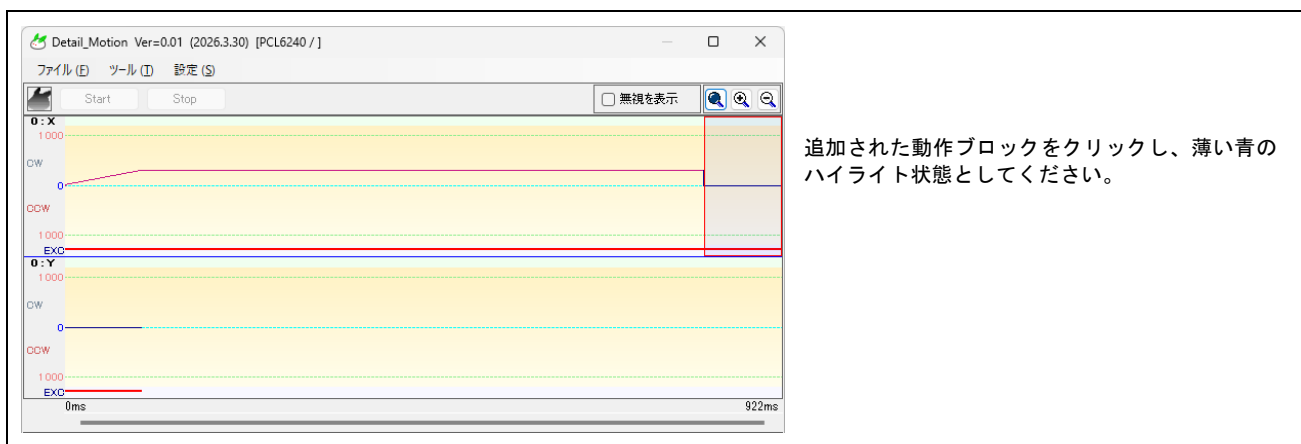 Detail_Motion Ver=0.01 (2026.3.30) [PCL6240 / ]
ファイル(F) ツール(T) 設定(S)
Start Stop 無視を表示
0:X
1000
CW
0
CCW
1000
EXC
0:Y
1000
CW
0
CCW
1000
EXC
0ms 922ms
追加された動作ブロックをクリックし、薄い青の
ハイライト状態としてください。